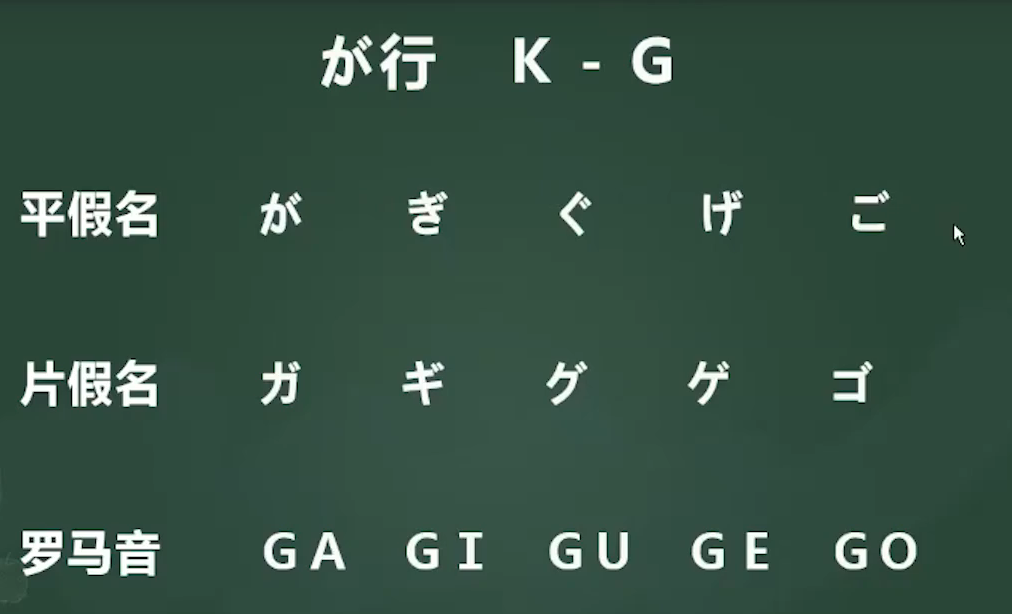 が行 K - G
平假名 が ぎ ぐ げ ご
片假名 ガ ギ グ ゲ ゴ
罗马音 GA GI GU GE GO